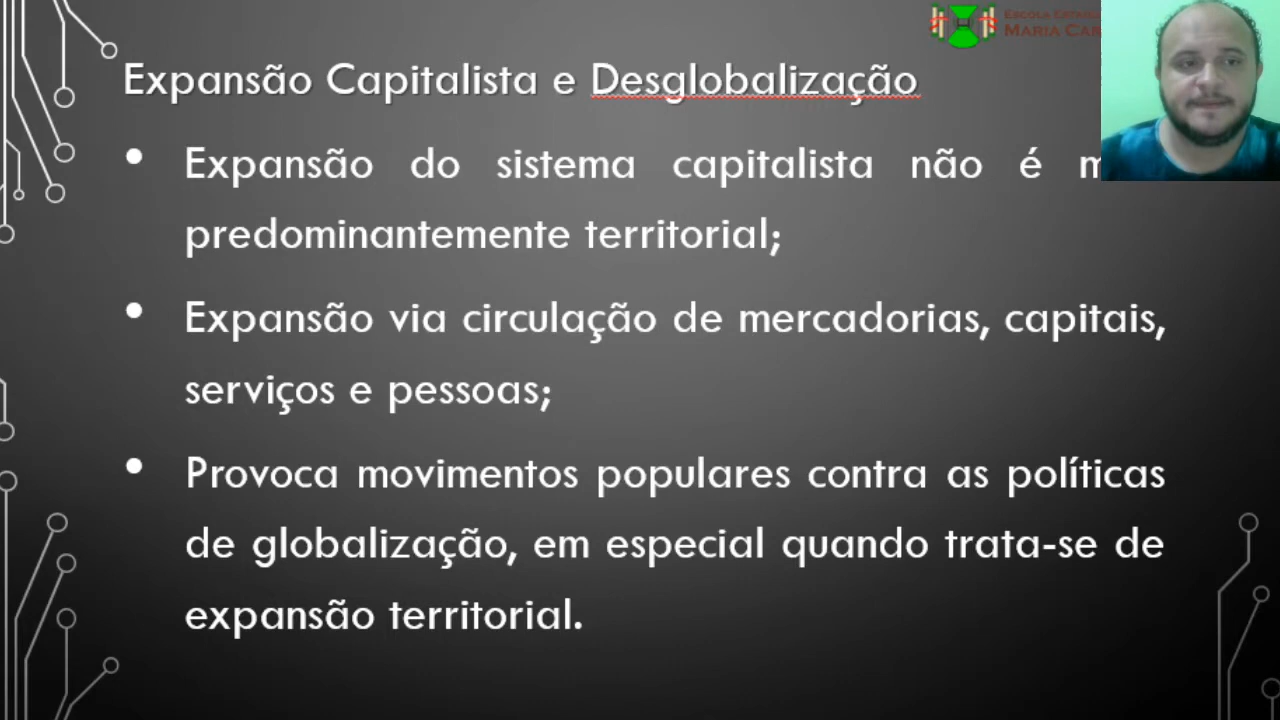 ESCOLA
MARIA
Expansão Capitalista e Desglobalização
• Expansão do sistema capitalista não é
predominantemente territorial;
• Expansão via circulação de mercadorias, capitais,
serviços e pessoas;
• Provoca movimentos populares contra as políticas
de globalização, em especial quando trata-se de
expansão territorial.